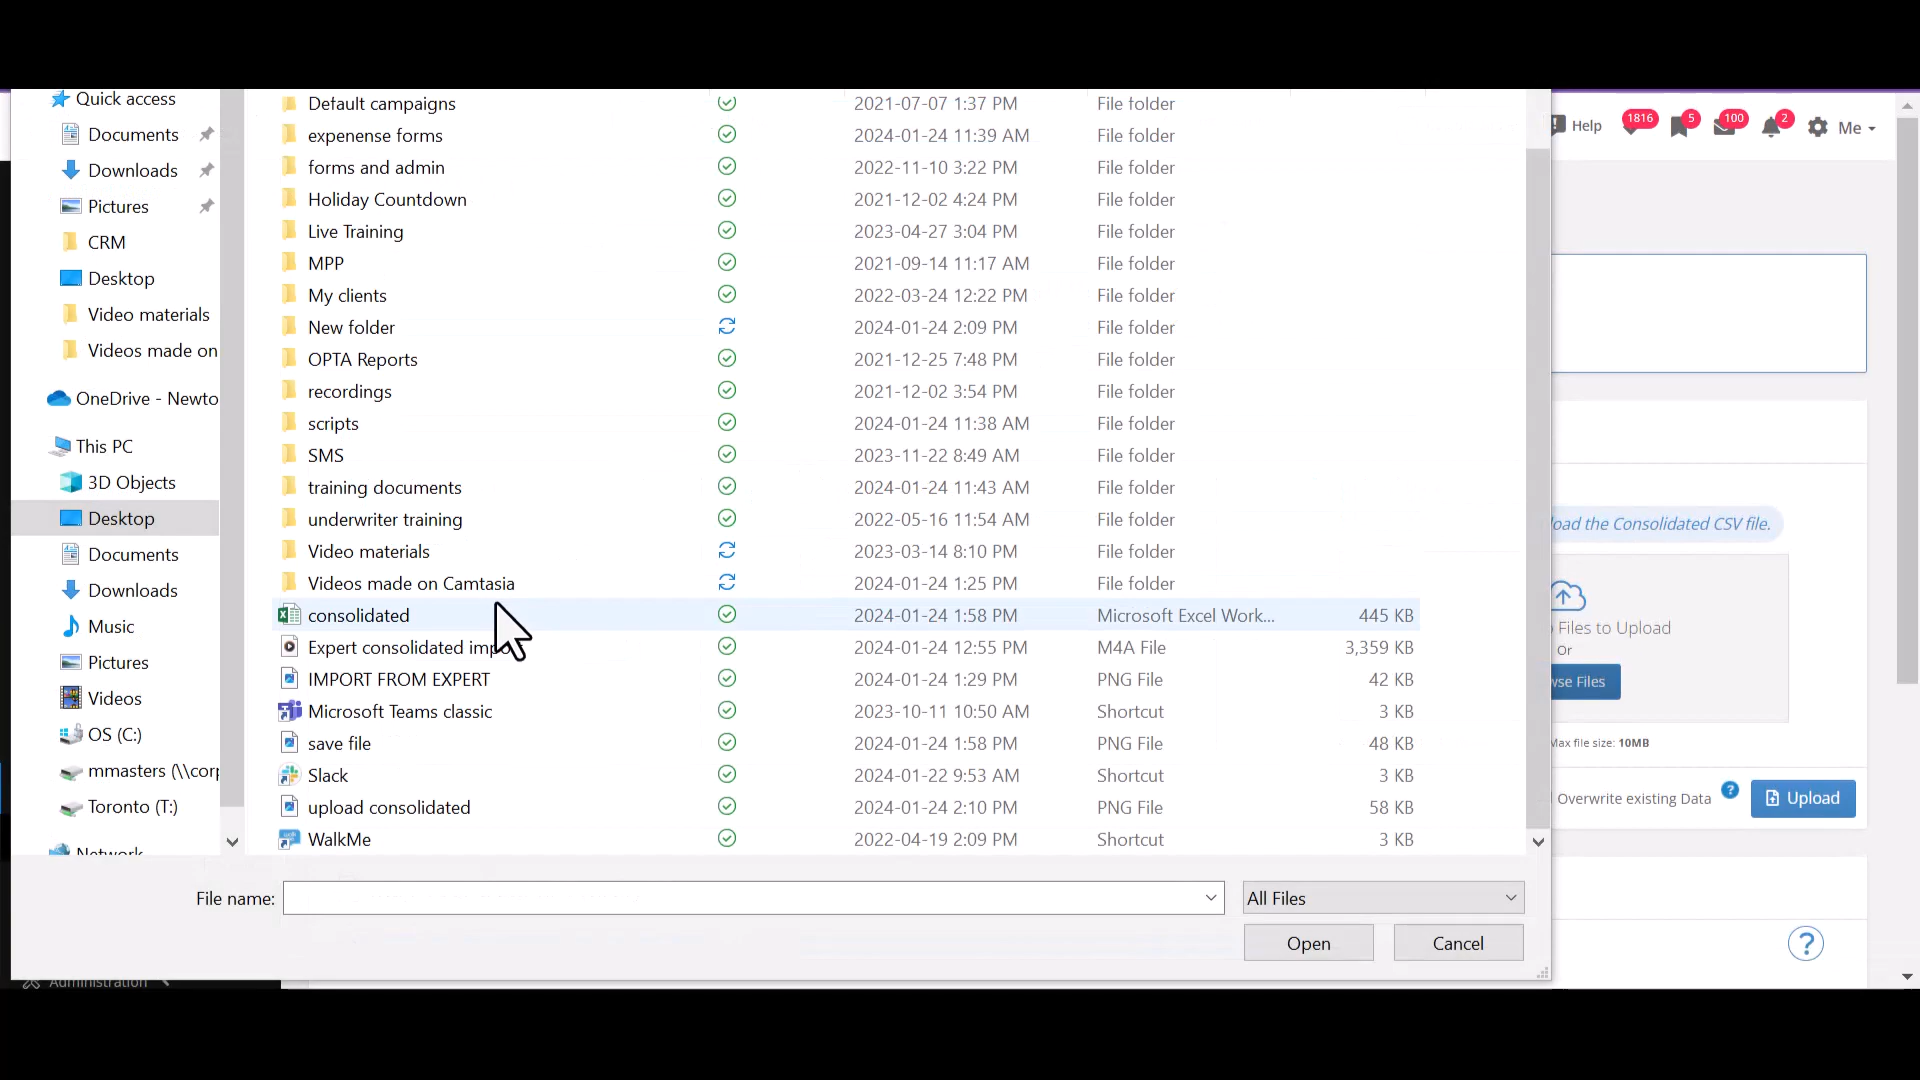 Quick access
Documents
Downloads
Pictures
CRM
Desktop
Video materials
Videos made on
OneDrive - Newto
This PC
3D Objects
Desktop
Documents
Downloads
Music
Pictures
Videos
OS (C:)
mmasters (\\corp
Toronto (T:)
Network
Default campaigns 2021-07-07 1:37 PM File folder
expenense forms 2024-01-24 11:39 AM File folder
forms and admin 2022-11-10 3:22 PM File folder
Holiday Countdown 2021-12-02 4:24 PM File folder
Live Training 2023-04-27 3:04 PM File folder
MPP 2021-09-14 11:17 AM File folder
My clients 2022-03-24 12:22 PM File folder
New folder 2024-01-24 2:09 PM File folder
OPTA Reports 2021-12-25 7:48 PM File folder
recordings 2021-12-02 3:54 PM File folder
scripts 2024-01-24 11:38 AM File folder
SMS 2023-11-22 8:49 AM File folder
training documents 2024-01-24 11:43 AM File folder
underwriter training 2022-05-16 11:54 AM File folder
Video materials 2023-03-14 8:10 PM File folder
Videos made on Camtasia 2024-01-24 1:25 PM File folder
consolidated 2024-01-24 1:58 PM Microsoft Excel Work... 445 KB
Expert consolidated impo 2024-01-24 12:55 PM M4A File 3,359 KB
IMPORT FROM EXPERT 2024-01-24 1:29 PM PNG File 42 KB
Microsoft Teams classic 2023-10-11 10:50 AM Shortcut 3 KB
save file 2024-01-24 1:58 PM PNG File 48 KB
Slack 2024-01-22 9:53 AM Shortcut 3 KB
upload consolidated 2024-01-24 2:10 PM PNG File 58 KB
WalkMe 2022-04-19 2:09 PM Shortcut 3 KB
File name: All Files
Open Cancel
Administration
Help 1816 5 100 2 Me
oad the Consolidated CSV file.
Files to Upload
Or
wse Files
Max file size: 10MB
Overwrite existing Data ? Upload
?